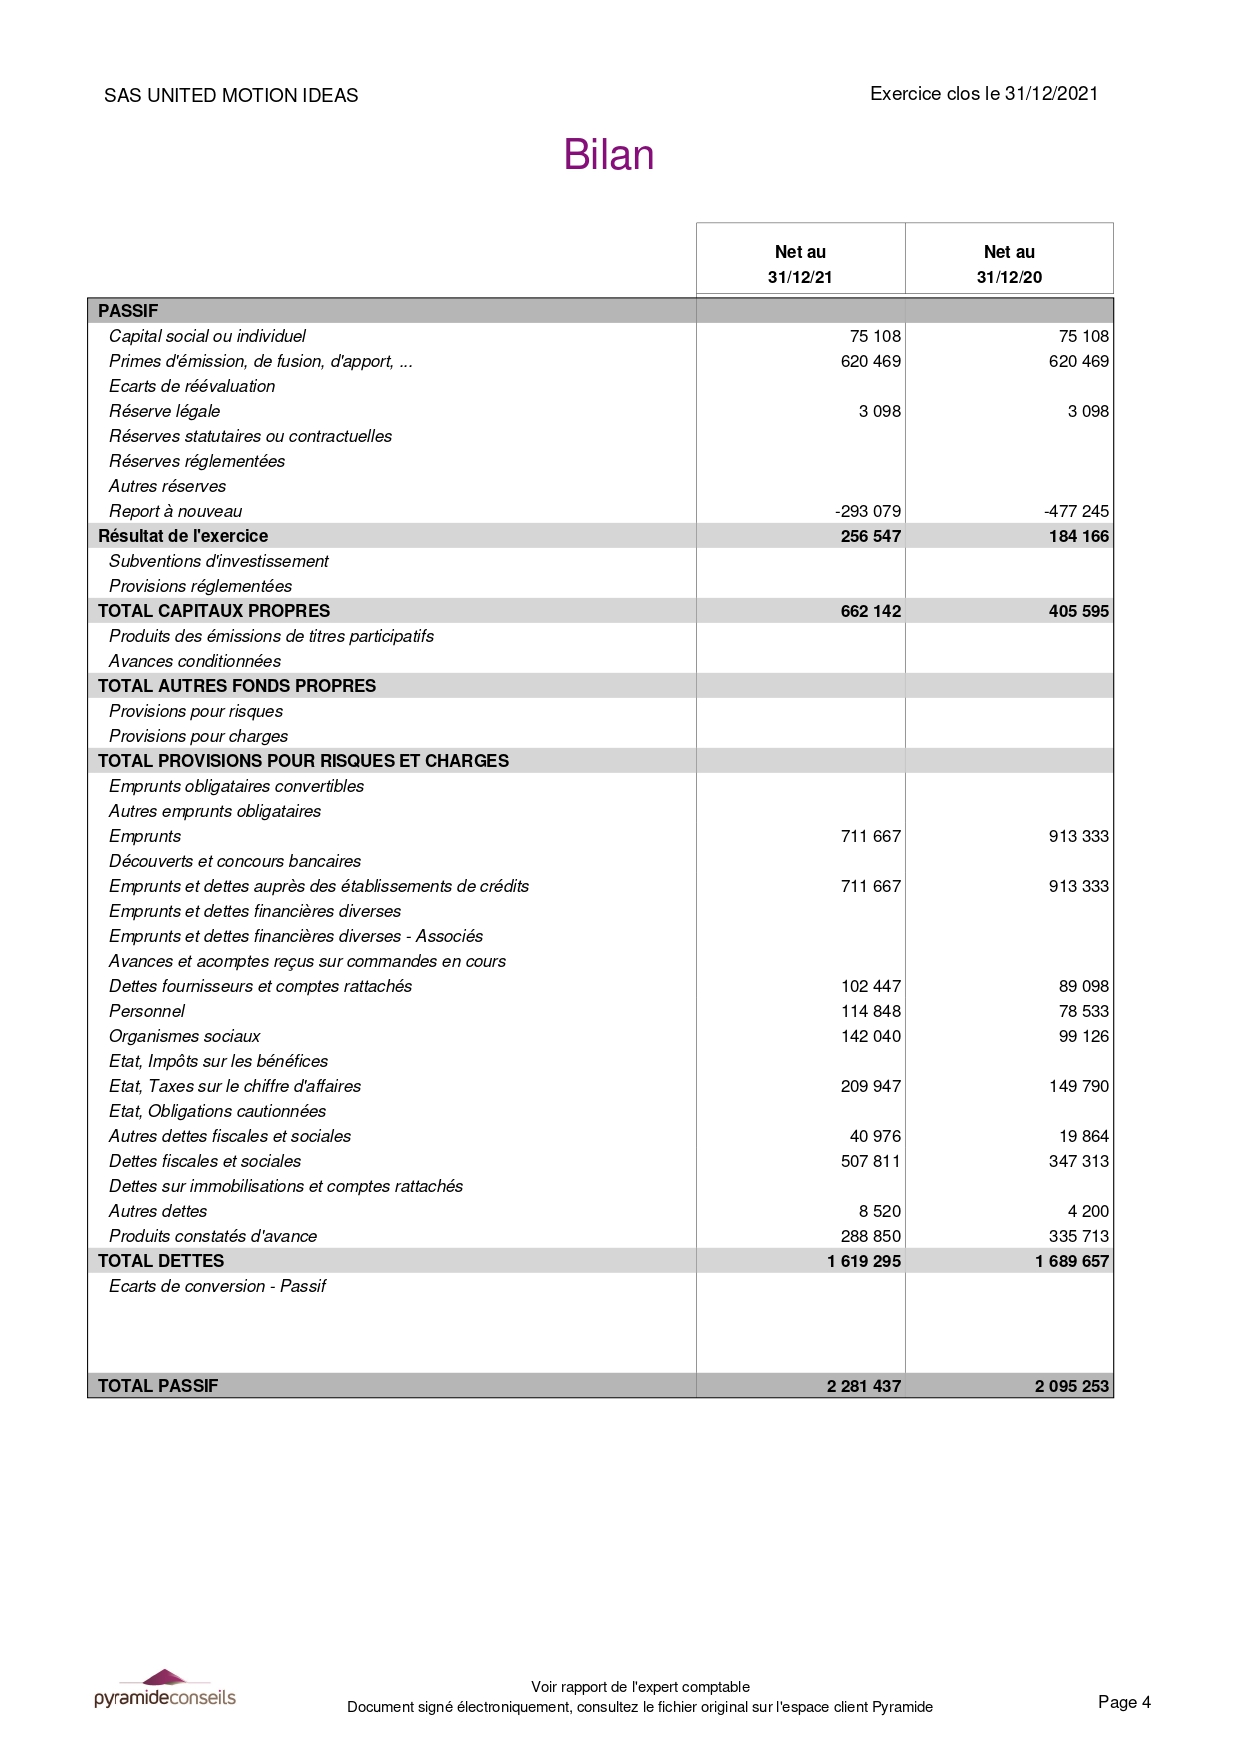 SAS UNITED MOTION IDEAS Exercice clos le 31/12/2021
Bilan
Net au Net au
31/12/21 31/12/20
PASSIF
Capital social ou individuel 75 108 75 108
Primes d'émission, de fusion, d'apport, ... 620 469 620 469
Ecarts de réévaluation
Réserve légale 3 098 3 098
Réserves statutaires ou contractuelles
Réserves réglementées
Autres réserves
Report à nouveau -293 079 -477 245
Résultat de l'exercice 256 547 184 166
Subventions d'investissement
Provisions réglementées
TOTAL CAPITAUX PROPRES 662 142 405 595
Produits des émissions de titres participatifs
Avances conditionnées
TOTAL AUTRES FONDS PROPRES
Provisions pour risques
Provisions pour charges
TOTAL PROVISIONS POUR RISQUES ET CHARGES
Emprunts obligataires convertibles
Autres emprunts obligataires
Emprunts 711 667 913 333
Découverts et concours bancaires
Emprunts et dettes auprès des établissements de crédits 711 667 913 333
Emprunts et dettes financières diverses
Emprunts et dettes financières diverses - Associés
Avances et acomptes reçus sur commandes en cours
Dettes fournisseurs et comptes rattachés 102 447 89 098
Personnel 114 848 78 533
Organismes sociaux 142 040 99 126
Etat, Impôts sur les bénéfices
Etat, Taxes sur le chiffre d'affaires 209 947 149 790
Etat, Obligations cautionnées
Autres dettes fiscales et sociales 40 976 19 864
Dettes fiscales et sociales 507 811 347 313
Dettes sur immobilisations et comptes rattachés
Autres dettes 8 520 4 200
Produits constatés d'avance 288 850 335 713
TOTAL DETTES 1 619 295 1 689 657
Ecarts de conversion - Passif
TOTAL PASSIF 2 281 437 2 095 253
pyramideconseils
Voir rapport de l'expert comptable
Document signé électroniquement, consultez le fichier original sur l'espace client Pyramide
Page 4